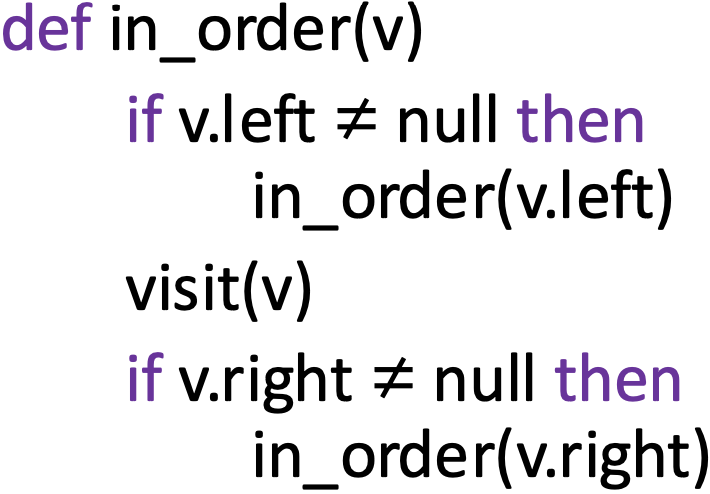 def in_order(v)
if v.left ≠ null then
in_order(v.left)
visit(v)
if v.right ≠ null then
in_order(v.right)